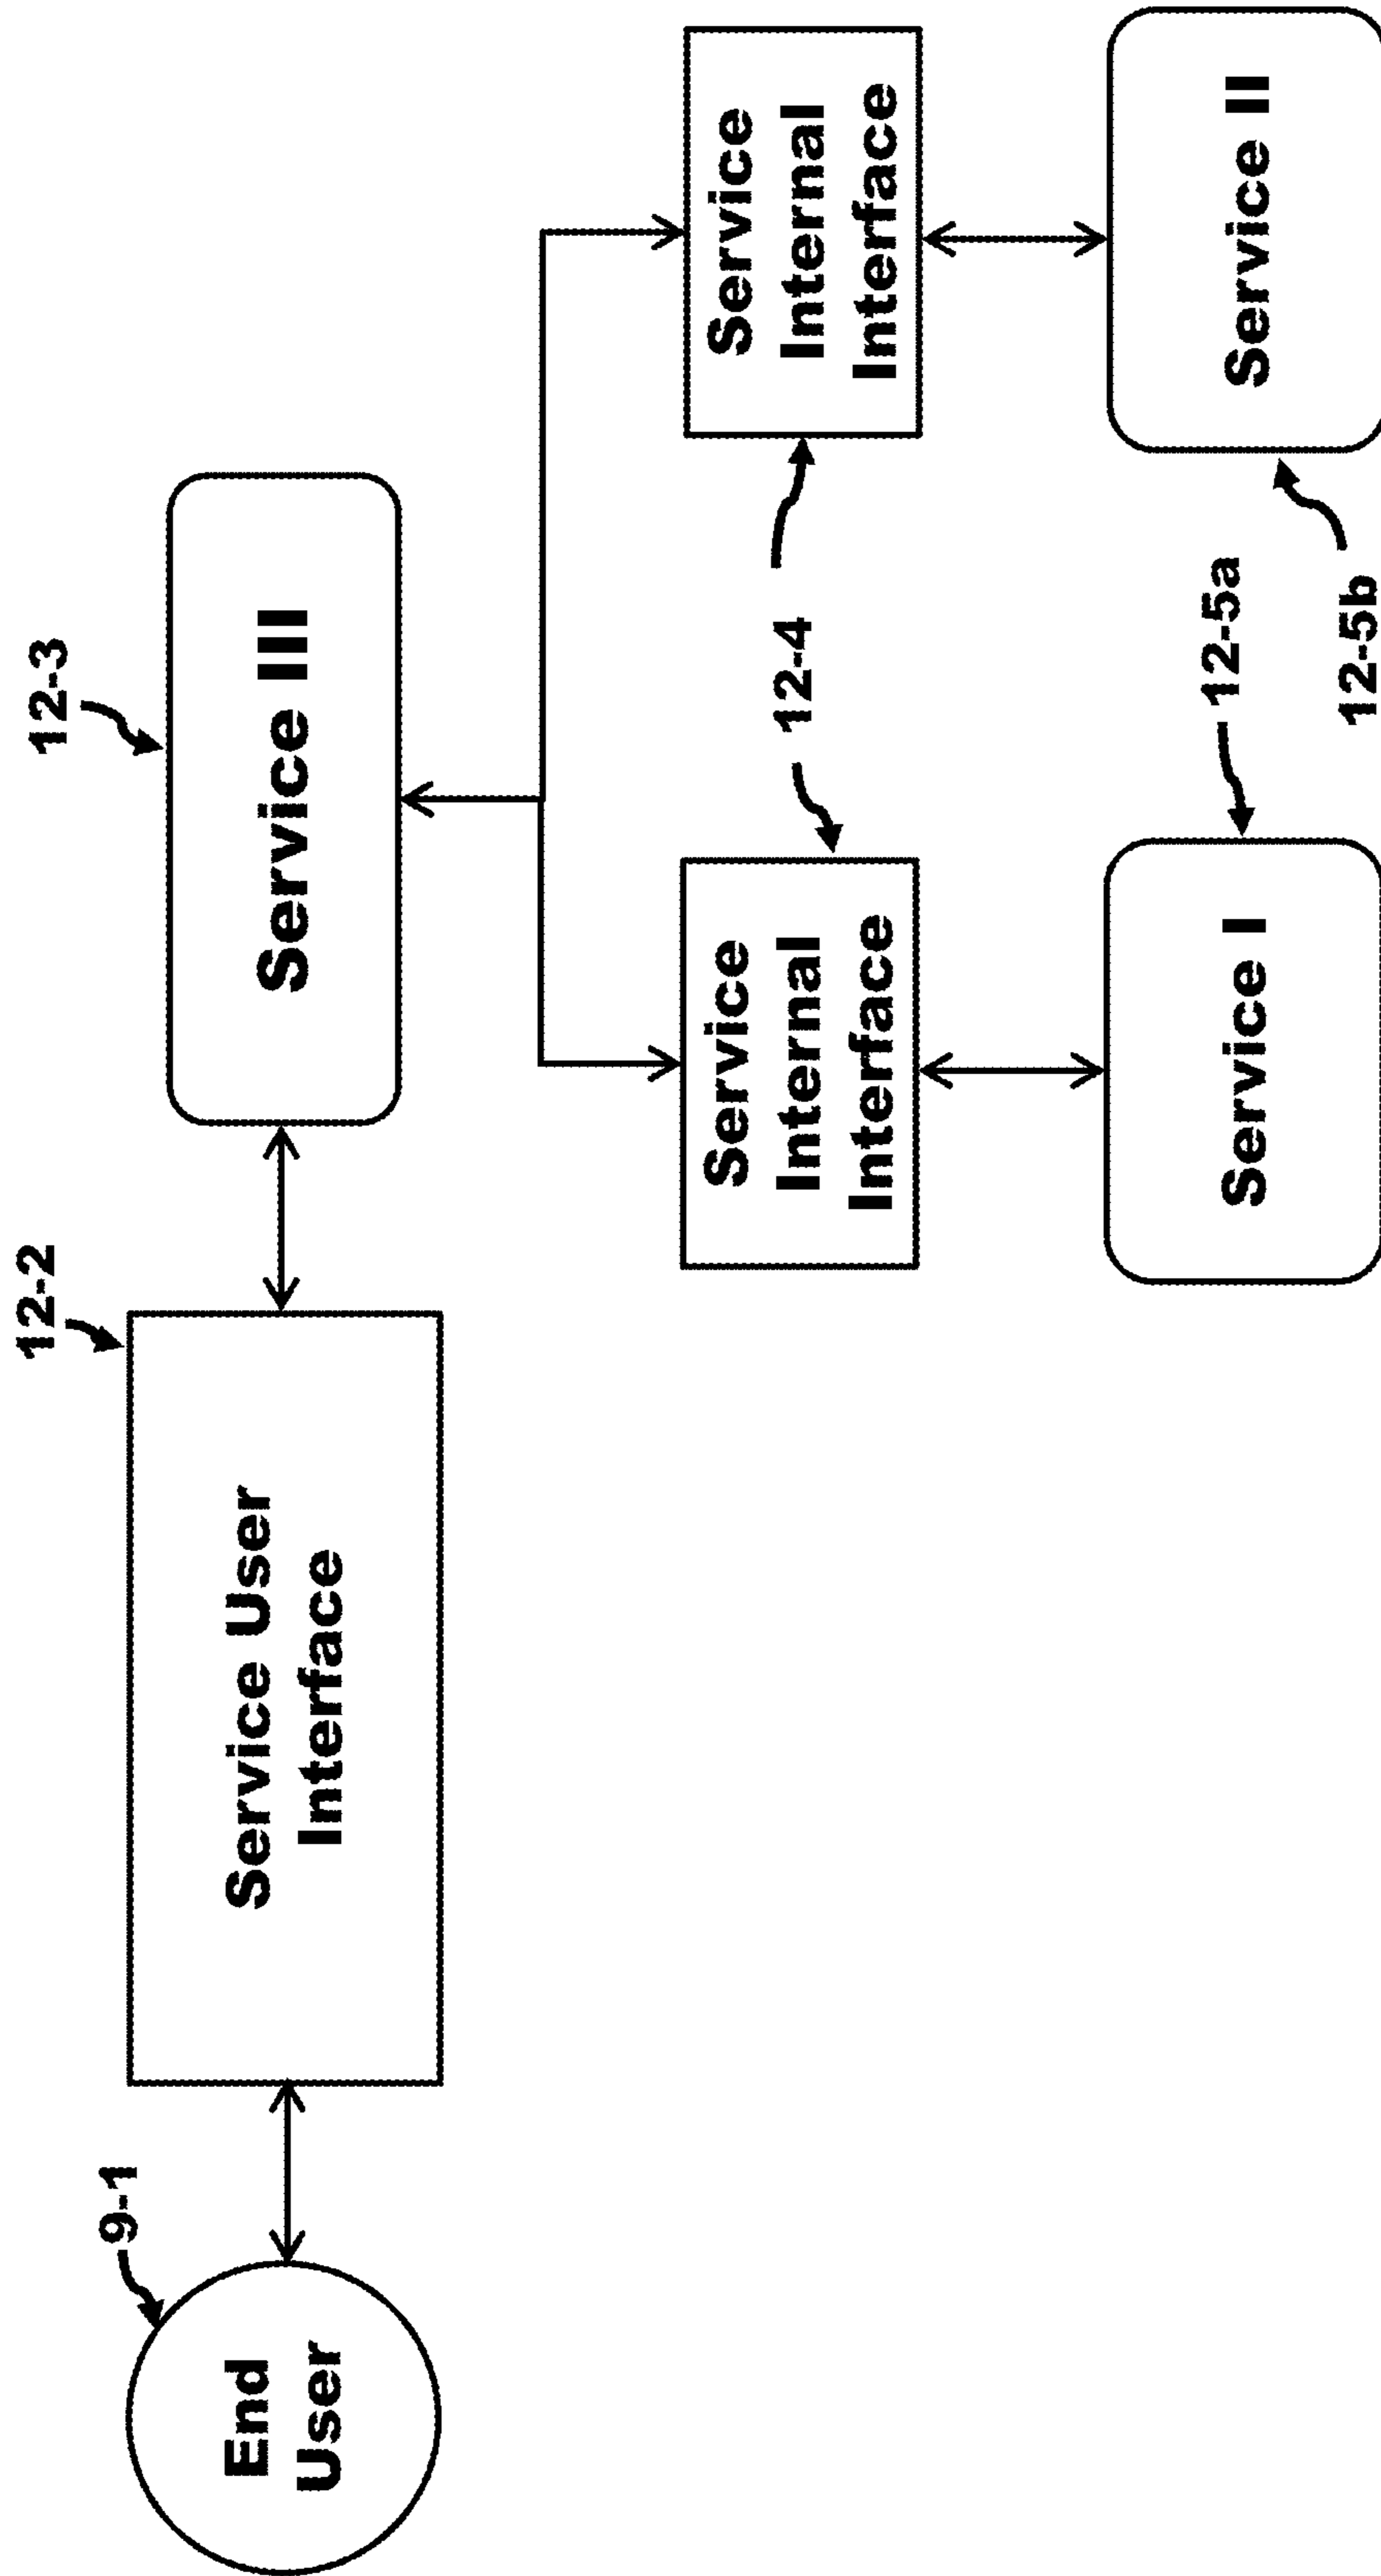 9-1
12-2
12-3
End
User
Service User
Interface
Service III
Service
Internal
Interface
12-4
Service
Internal
Interface
Service I
12-5a
Service II
12-5b